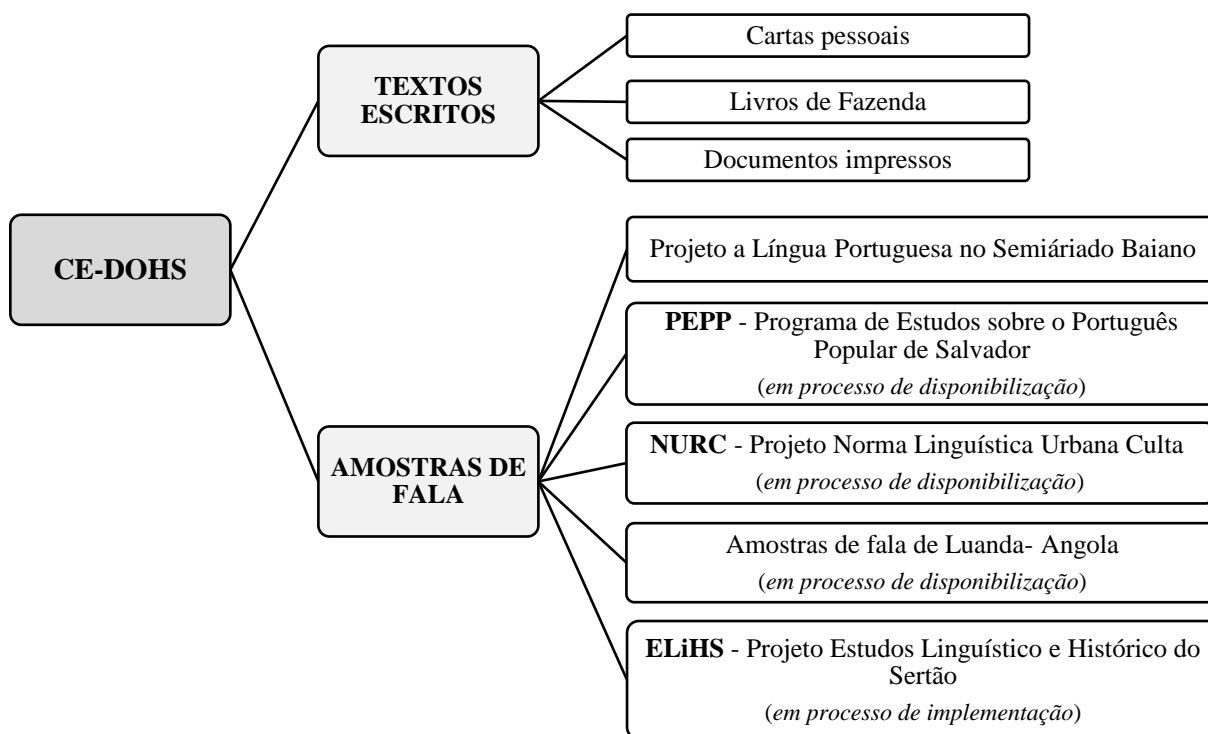 CE-DOHS
TEXTOS
ESCRITOS
Cartas pessoais
Livros de Fazenda
Documentos impressos
AMOSTRAS DE
FALA
Projeto a Língua Portuguesa no Semiáriado Baiano
PEPP - Programa de Estudos sobre o Português
Popular de Salvador
(em processo de disponibilização)
NURC - Projeto Norma Linguística Urbana Culta
(em processo de disponibilização)
Amostras de fala de Luanda- Angola
(em processo de disponibilização)
ELiHS - Projeto Estudos Linguístico e Histórico do
Sertão
(em processo de implementação)